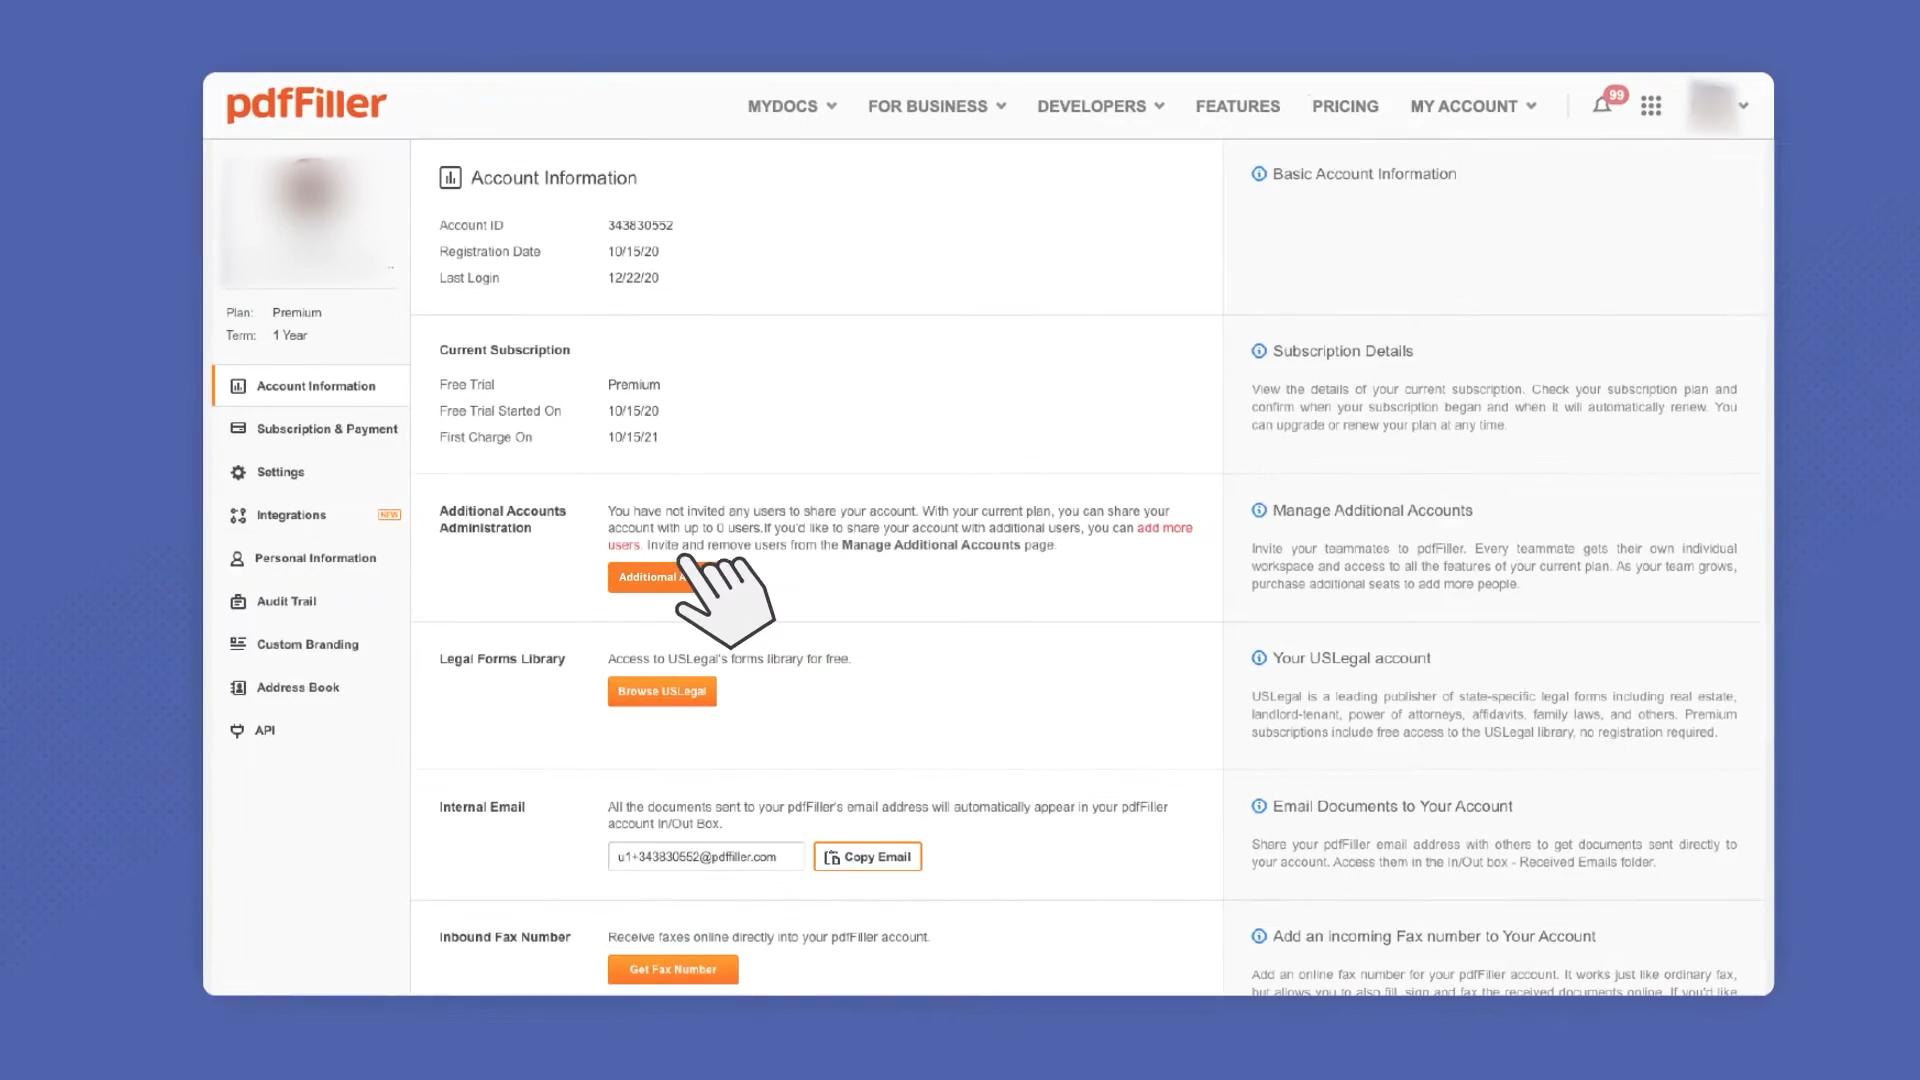 pdfFiller
MYDOCS
FOR BUSINESS
DEVELOPERS
FEATURES
PRICING
MY ACCOUNT
99
Plan: Premium
Term: 1 Year
Account Information
Subscription & Payment
Settings
Integrations NEW
Personal Information
Audit Trail
Custom Branding
Address Book
API
Account Information
Account ID 343830552
Registration Date 10/15/20
Last Login 12/22/20
Current Subscription
Free Trial Premium
Free Trial Started On 10/15/20
First Charge On 10/15/21
Additional Accounts
Administration
You have not invited any users to share your account. With your current plan, you can share your
account with up to 0 users.If you'd like to share your account with additional users, you can add more
users. Invite and remove users from the Manage Additional Accounts page.
Additional
Legal Forms Library
Access to USLegal's forms library for free.
Browse USLegal
Internal Email
All the documents sent to your pdfFiller's email address will automatically appear in your pdfFiller
account In/Out Box.
u1+343830552@pdffiller.com
Copy Email
Inbound Fax Number
Receive faxes online directly into your pdfFiller account.
Get Fax Number
Basic Account Information
Subscription Details
View the details of your current subscription. Check your subscription plan and
confirm when your subscription began and when it will automatically renew. You
can upgrade or renew your plan at any time.
Manage Additional Accounts
Invite your teammates to pdfFiller. Every teammate gets their own individual
workspace and access to all the features of your current plan. As your team grows,
purchase additional seats to add more people.
Your USLegal account
USLegal is a leading publisher of state-specific legal forms including real estate,
landlord-tenant, power of attorneys, affidavits, family laws, and others. Premium
subscriptions include free access to the USLegal library, no registration required.
Email Documents to Your Account
Share your pdfFiller email address with others to get documents sent directly to
your account. Access them in the In/Out box - Received Emails folder.
Add an incoming Fax number to Your Account
Add an online fax number for your pdfFiller account. It works just like ordinary fax,
but allows you to also fill, sign and fax the received documents online. If you'd like